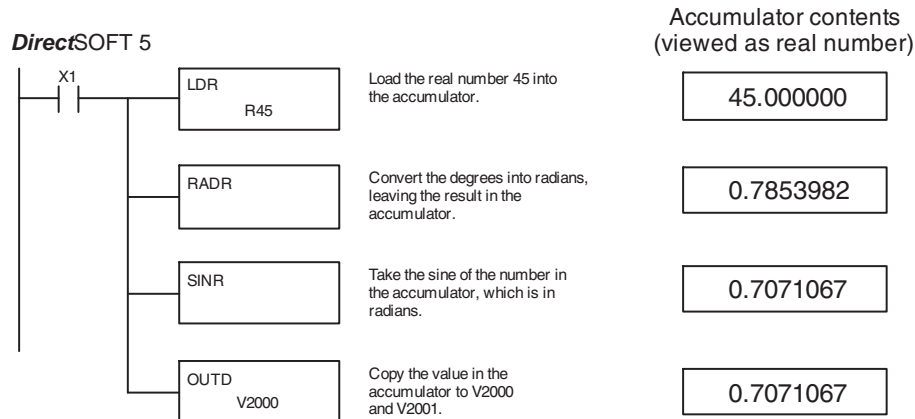 DirectSOFT 5
Accumulator contents
(viewed as real number)
X1
LDR
R45
Load the real number 45 into
the accumulator.
45.000000
RADR
Convert the degrees into radians,
leaving the result in the
accumulator.
0.7853982
SINR
Take the sine of the number in
the accumulator, which is in
radians.
0.7071067
OUTD
V2000
Copy the value in the
accumulator to V2000
and V2001.
0.7071067